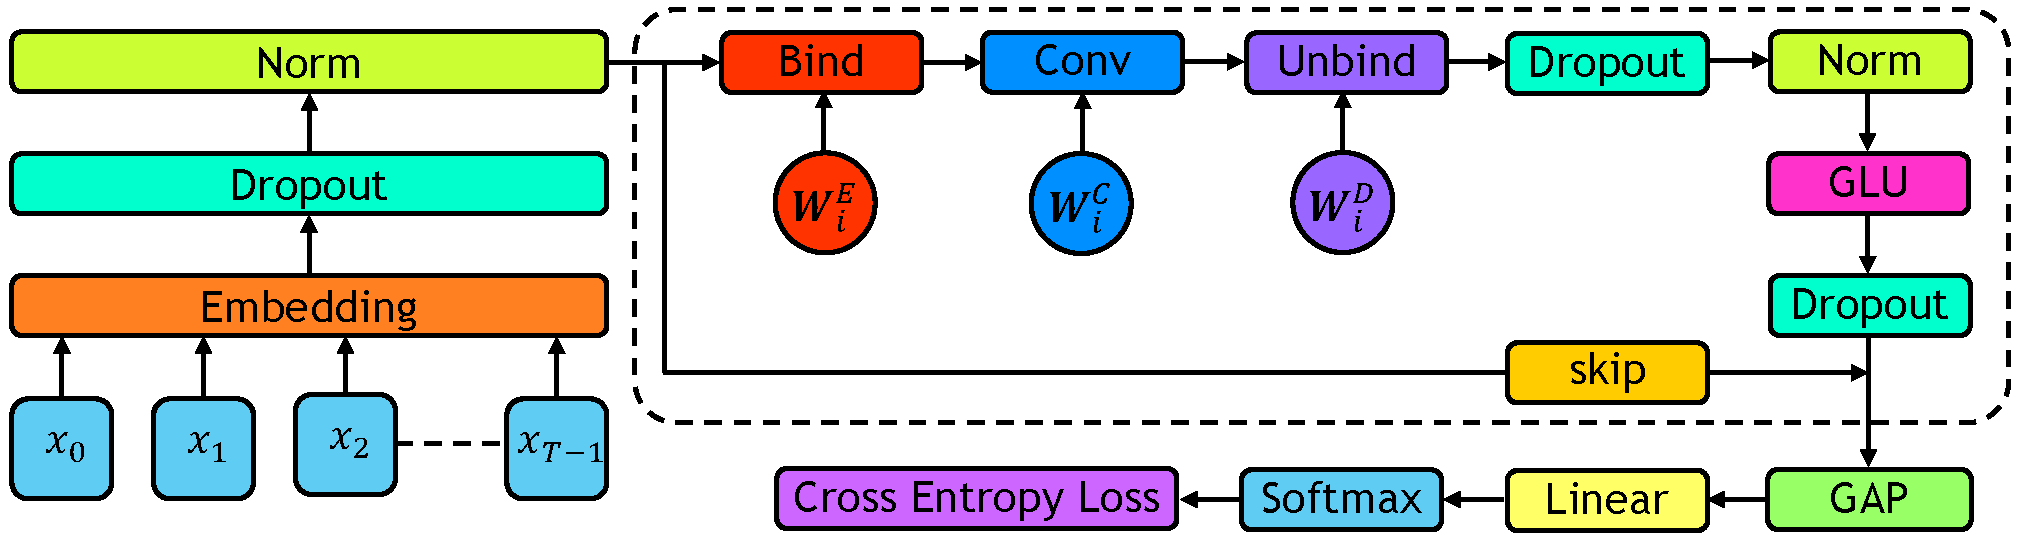 Norm
Dropout
Embedding
x_0 x_1 x_2 x_{T-1}
Bind Conv Unbind Dropout Norm
W_i^E W_i^C W_i^D
GLU
Dropout
skip
Cross Entropy Loss Softmax Linear GAP